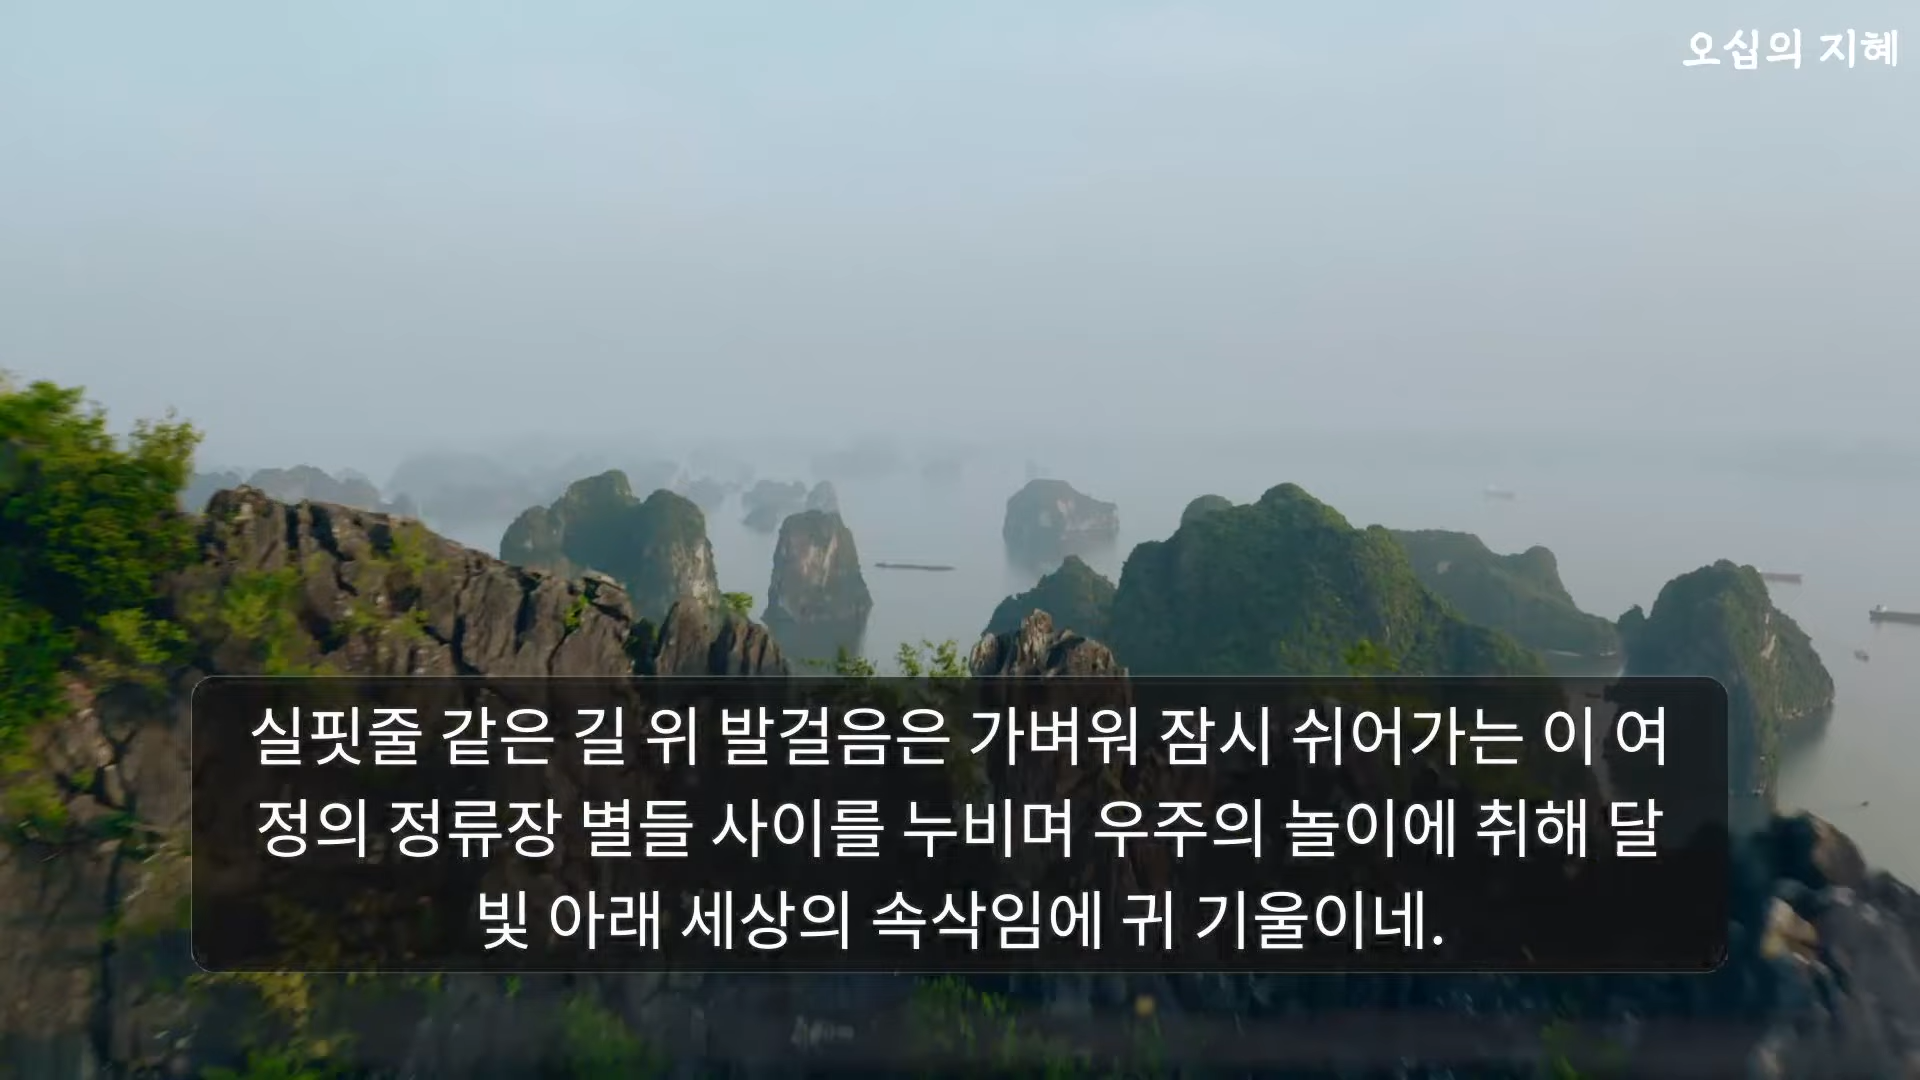 오십의 지혜
실핏줄 같은 길 위 발걸음은 가벼워 잠시 쉬어가는 이 여
정의 정류장 별들 사이를 누비며 우주의 놀이에 취해 달
빛 아래 세상의 속삭임에 귀 기울이네.